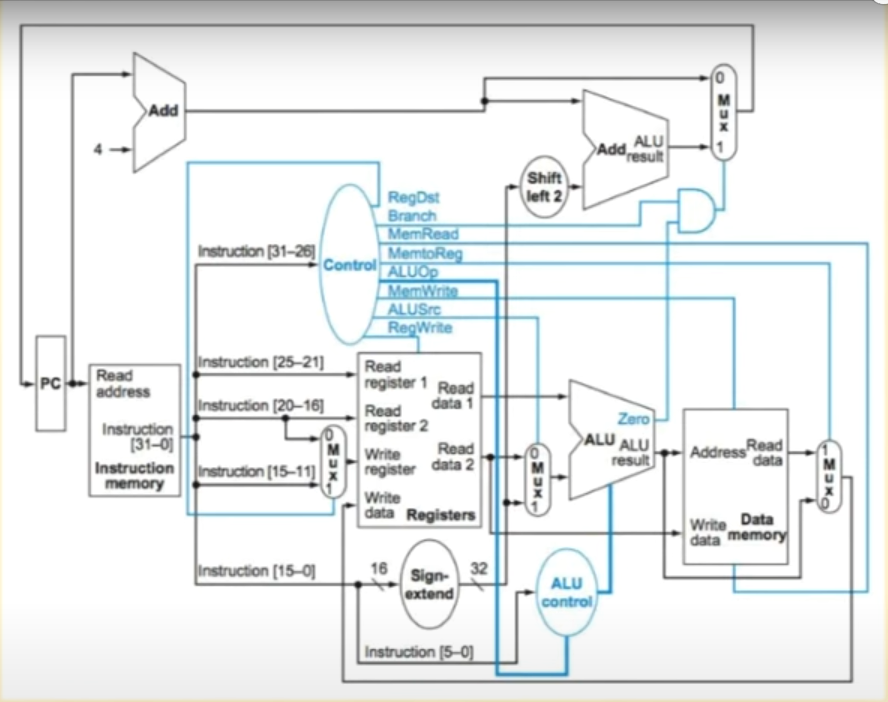 0
M
u
x
1
Add
4
Add ALU
result
Shift
left 2
RegDst
Branch
MemRead
MemtoReg
ALUOp
MemWrite
ALUSrc
RegWrite
Control
Instruction [31–26]
Instruction [25–21]
Instruction [20–16]
Instruction [15–11]
Instruction [15–0]
Instruction [5–0]
PC
Read
address
Instruction
[31–0]
Instruction
memory
0
M
u
x
1
Read
register 1
Read
register 2
Write
register
Write
data
Read
data 1
Read
data 2
Registers
0
M
u
x
1
Zero
ALU ALU
result
Address
Read
data
Write
data
Data
memory
1
M
u
x
0
16
Sign-
extend
32
ALU
control